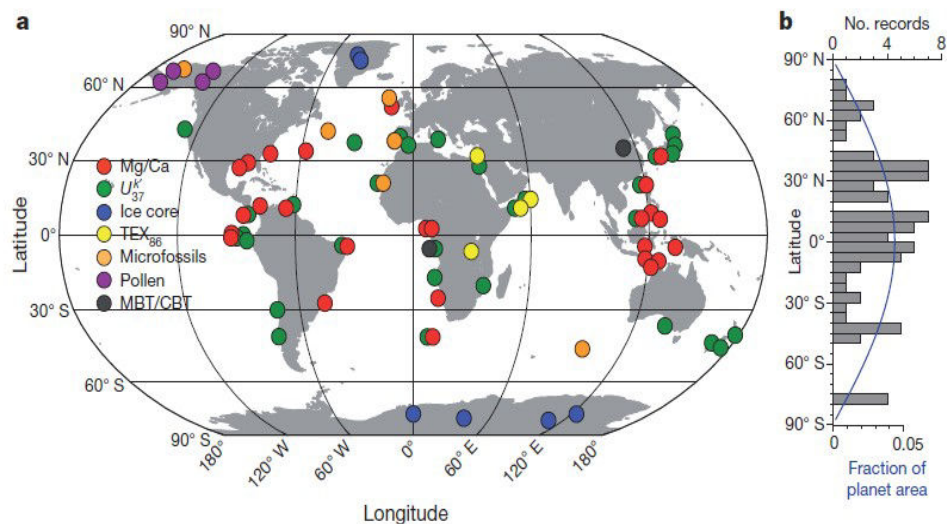 a
90° N
60° N
30° N
0°
30° S
60° S
90° S
Latitude
Mg/Ca
U37K'
Ice core
TEX86
Microfossils
Pollen
MBT/CBT
180° 120° W 60° W 0° 60° E 120° E 180°
Longitude
b
No. records
0 4 8
90° N
60° N
30° N
0°
30° S
60° S
90° S
Latitude
0 0.05
Fraction of
planet area